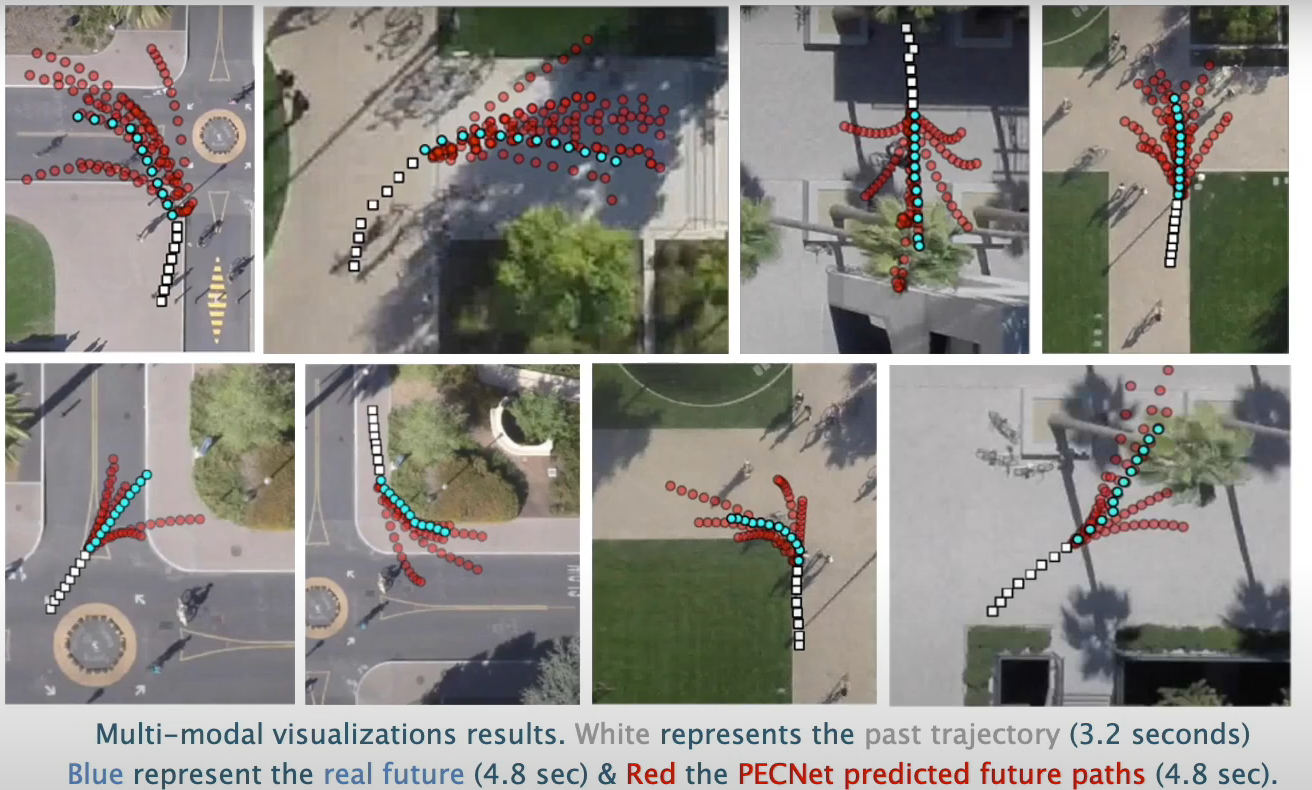 Multi-modal visualizations results. White represents the past trajectory (3.2 seconds)
Blue represent the real future (4.8 sec) & Red the PECNet predicted future paths (4.8 sec).